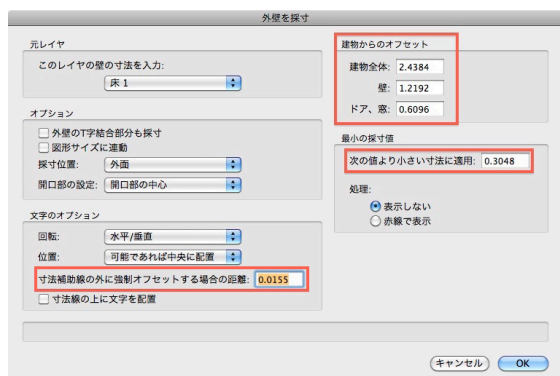 外壁を採寸
元レイヤ
このレイヤの壁の寸法を入力:
床 1
オプション
外壁のT字結合部分も採寸
図形サイズに連動
採寸位置: 外面
開口部の設定: 開口部の中心
文字のオプション
回転: 水平/垂直
位置: 可能であれば中央に配置
寸法補助線の外に強制オフセットする場合の距離: 0.0155
寸法線の上に文字を配置
建物からのオフセット
建物全体: 2.4384
壁: 1.2192
ドア、窓: 0.6096
最小の採寸値
次の値より小さい寸法に適用: 0.3048
処理:
表示しない
赤線で表示
キャンセル OK